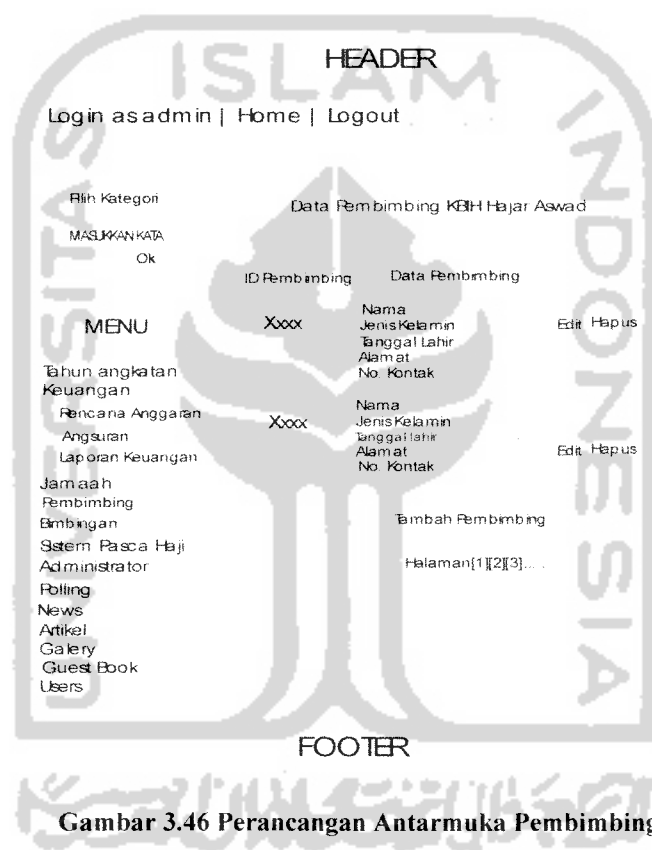 ISLAM
UNIVERSITAS
INDONESIA
HEADER
Login as admin | Home | Logout
Pilih Kategori
MASUKKAN KATA
Ok
Data Pembimbing KBIH Hajar Aswad
ID Pembimbing Data Pembimbing
Xxxx
Nama
Jenis Kelamin
Tanggal Lahir
Alamat
No. Kontak
Edit Hapus
Xxxx
Nama
Jenis Kelamin
Tanggal lahir
Alamat
No. Kontak
Edit Hapus
Tambah Pembimbing
Halaman[1][2][3].....
MENU
Tahun angkatan
Keuangan
Rencana Anggaran
Angsuran
Laporan Keuangan
Jamaah
Pembimbing
Bimbingan
Sistem Pasca Haji
Administrator
Polling
News
Artikel
Galery
Guest Book
Users
FOOTER
Gambar 3.46 Perancangan Antarmuka Pembimbing